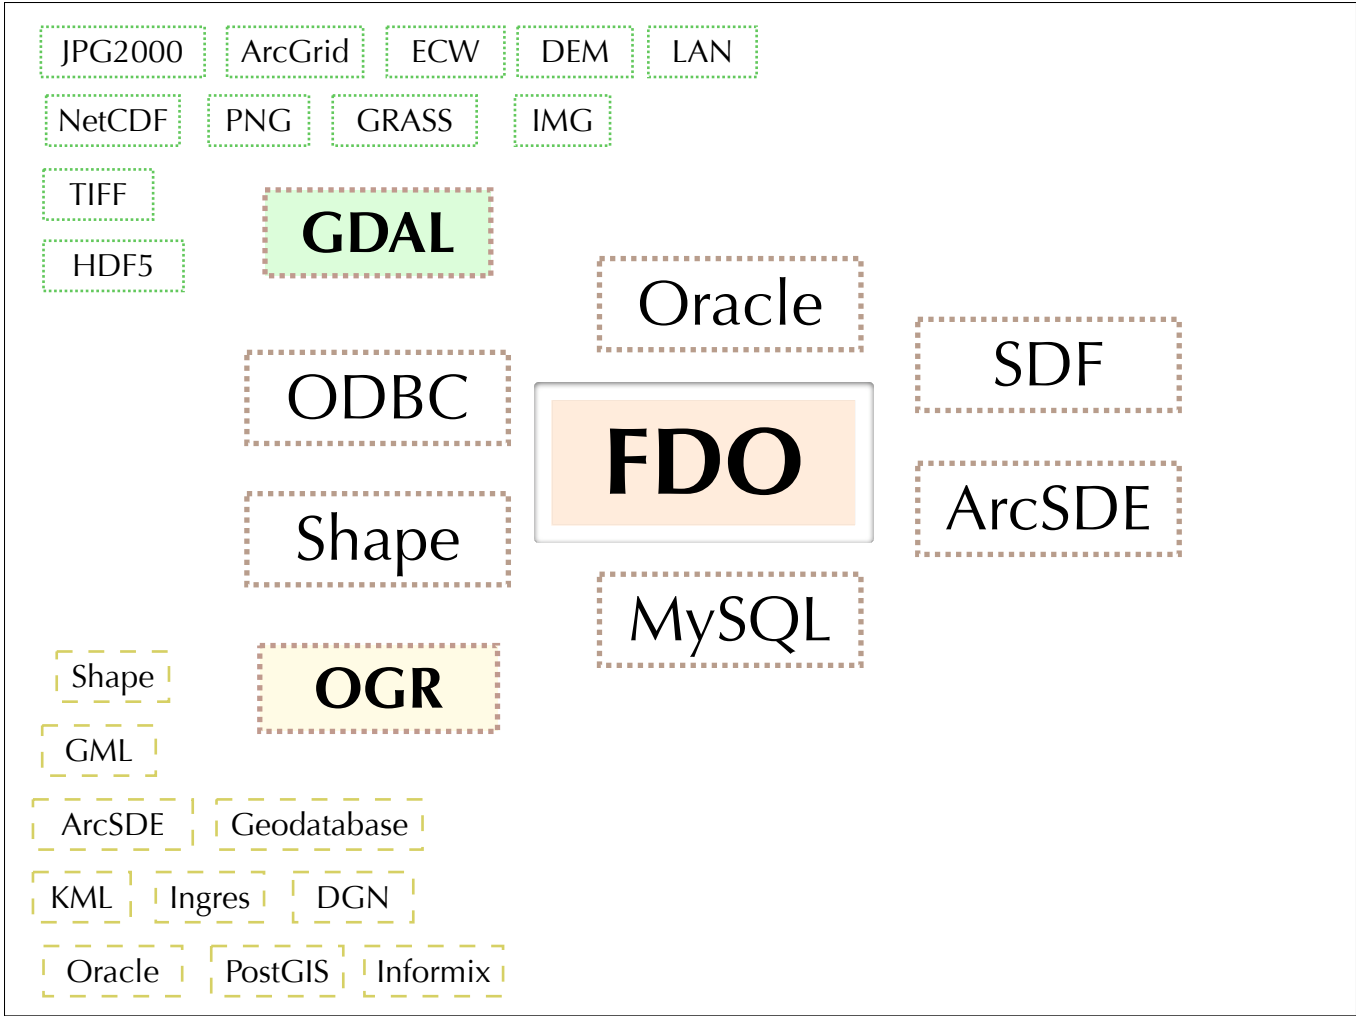 JPG2000
ArcGrid
ECW
DEM
LAN
NetCDF
PNG
GRASS
IMG
TIFF
GDAL
HDF5
Oracle
SDF
ODBC
FDO
ArcSDE
Shape
MySQL
Shape
OGR
GML
ArcSDE
Geodatabase
KML
Ingres
DGN
Oracle
PostGIS
Informix